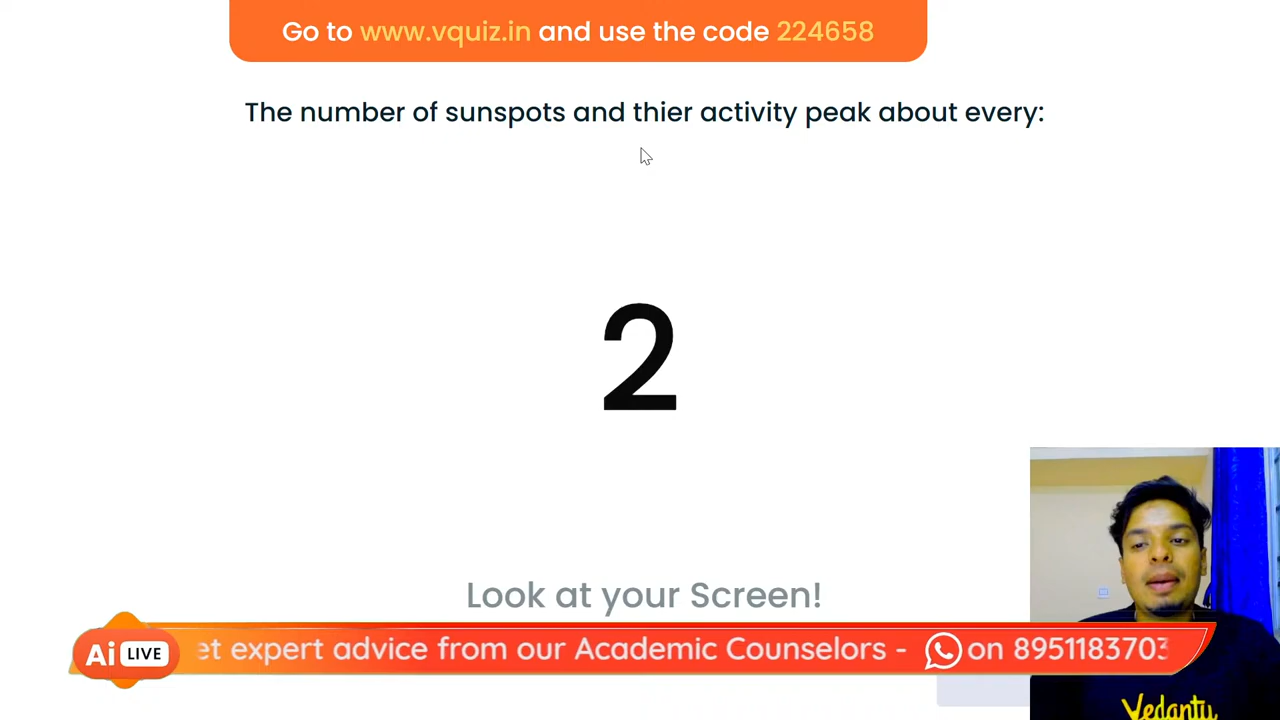 Go to www.vquiz.in and use the code 224658
The number of sunspots and thier activity peak about every:
2
Look at your Screen!
Ai LIVE
et expert advice from our Academic Counselors - on 8951183703
Vedantu